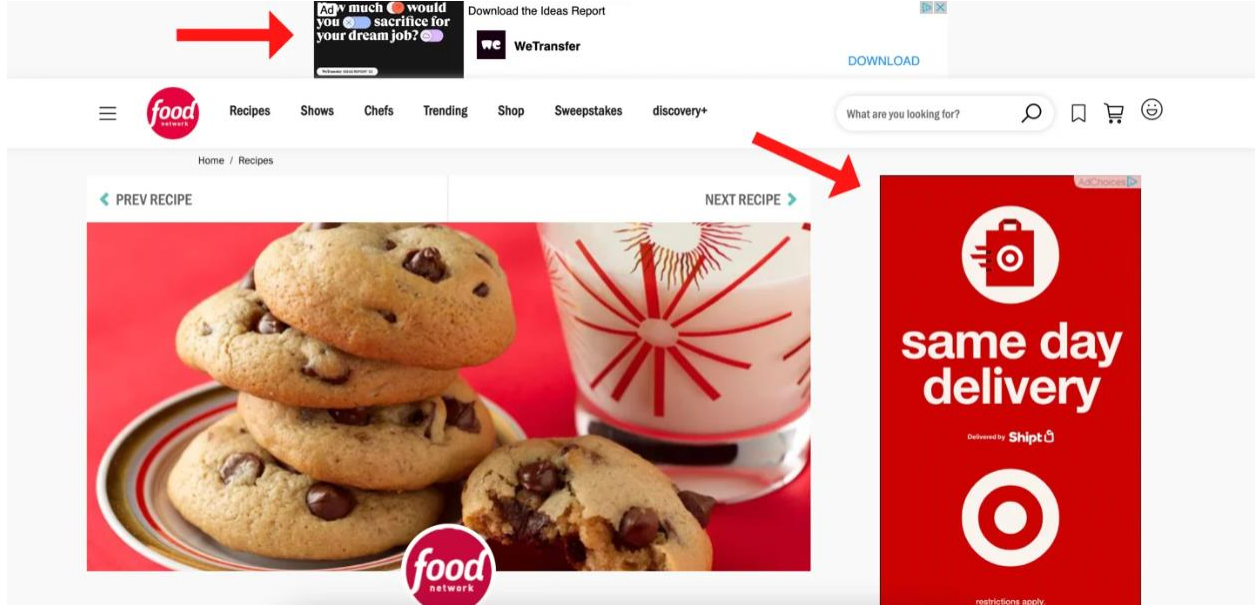 Ad w much would
you sacrifice for
your dream job?
Download the Ideas Report
we WeTransfer
DOWNLOAD
food
network
Recipes Shows Chefs Trending Shop Sweepstakes discovery+
What are you looking for?
Home / Recipes
PREV RECIPE
NEXT RECIPE
AdChoices
same day
delivery
Delivered by Shipt
food
network
restrictions apply.